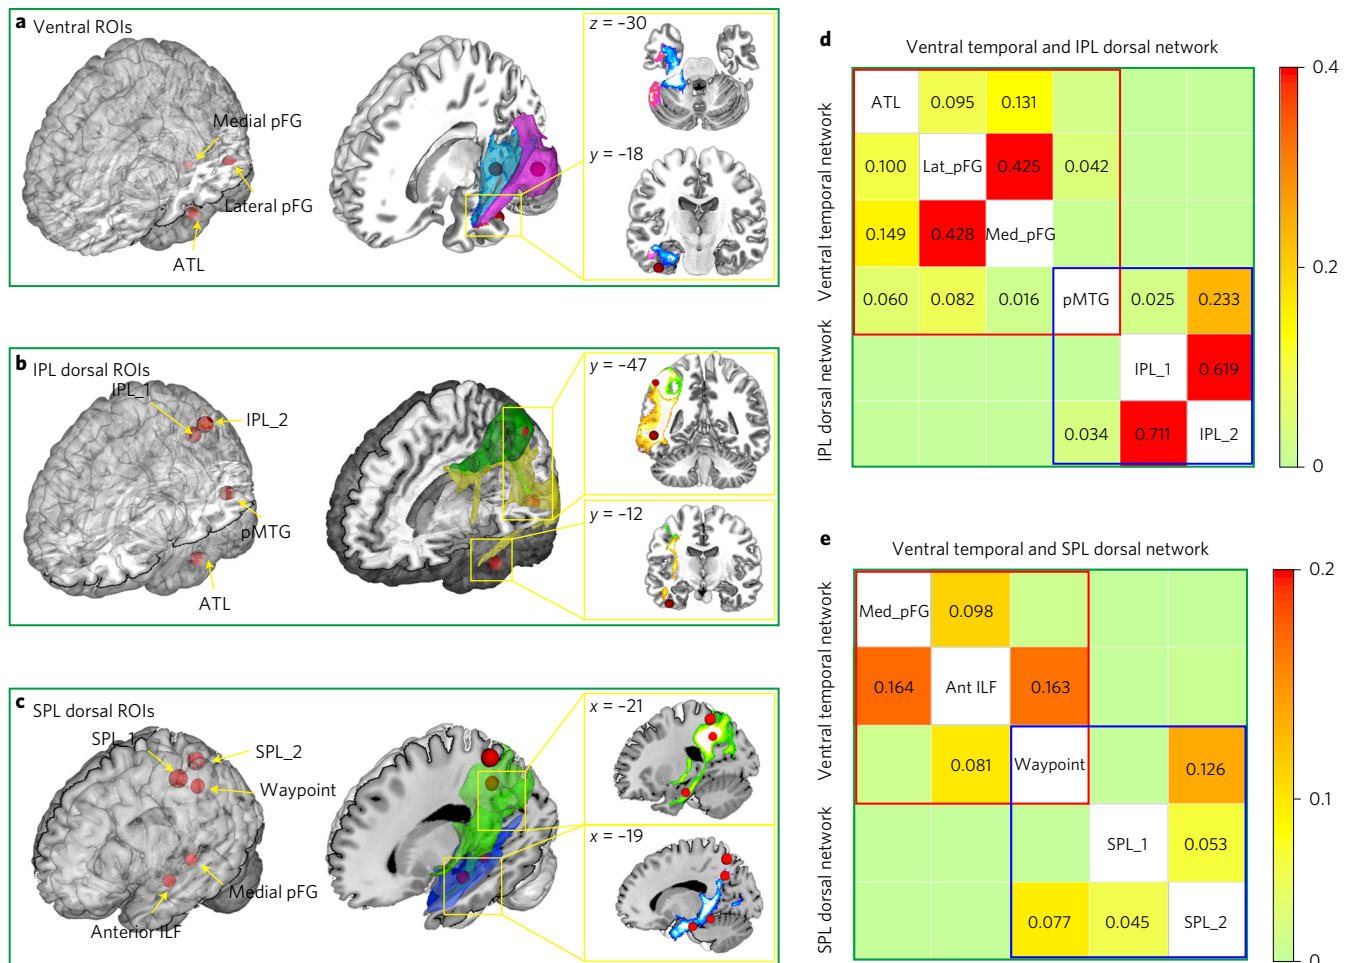 a Ventral ROIs
Medial pFG
Lateral pFG
ATL
z = –30
y = –18
b IPL dorsal ROIs
IPL_1
IPL_2
pMTG
ATL
y = –47
y = –12
c SPL dorsal ROIs
SPL_1
SPL_2
Waypoint
Medial pFG
Anterior ILF
x = –21
x = –19
d
Ventral temporal and IPL dorsal network
Ventral temporal network
IPL dorsal network
ATL 0.095 0.131
0.100 Lat_pFG 0.425 0.042
0.149 0.428 Med_pFG
0.060 0.082 0.016 pMTG 0.025 0.233
IPL_1 0.619
0.034 0.711 IPL_2
0.4
0.2
0
e
Ventral temporal and SPL dorsal network
Ventral temporal network
SPL dorsal network
Med_pFG 0.098
0.164 Ant ILF 0.163
0.081 Waypoint 0.126
SPL_1 0.053
0.077 0.045 SPL_2
0.2
0.1
0